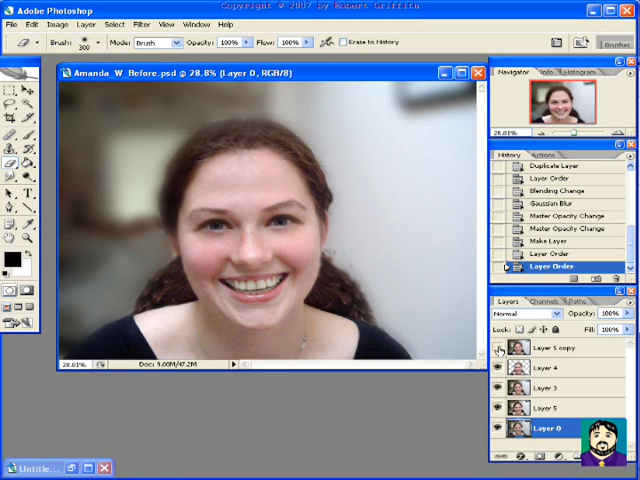 Copyright © 2007 by Robert Griffith
Adobe Photoshop
File Edit Image Layer Select Filter View Window Help
Brush: 300 Mode: Brush Opacity: 100% Flow: 100% Erase to History Brushes
Amanda_W_Before.psd @ 28.8% (Layer 0, RGB/8)
Navigator Info Histogram
28.81%
History Actions
Duplicate Layer
Layer Order
Blending Change
Gaussian Blur
Master Opacity Change
Master Opacity Change
Make Layer
Layer Order
Layer Order
Layers Channels Paths
Normal Opacity: 100%
Lock: Fill: 100%
Layer 5 copy
Layer 4
Layer 3
Layer 5
Layer 0
28.81% Doc: 9.00M/47.2M
Untitle...